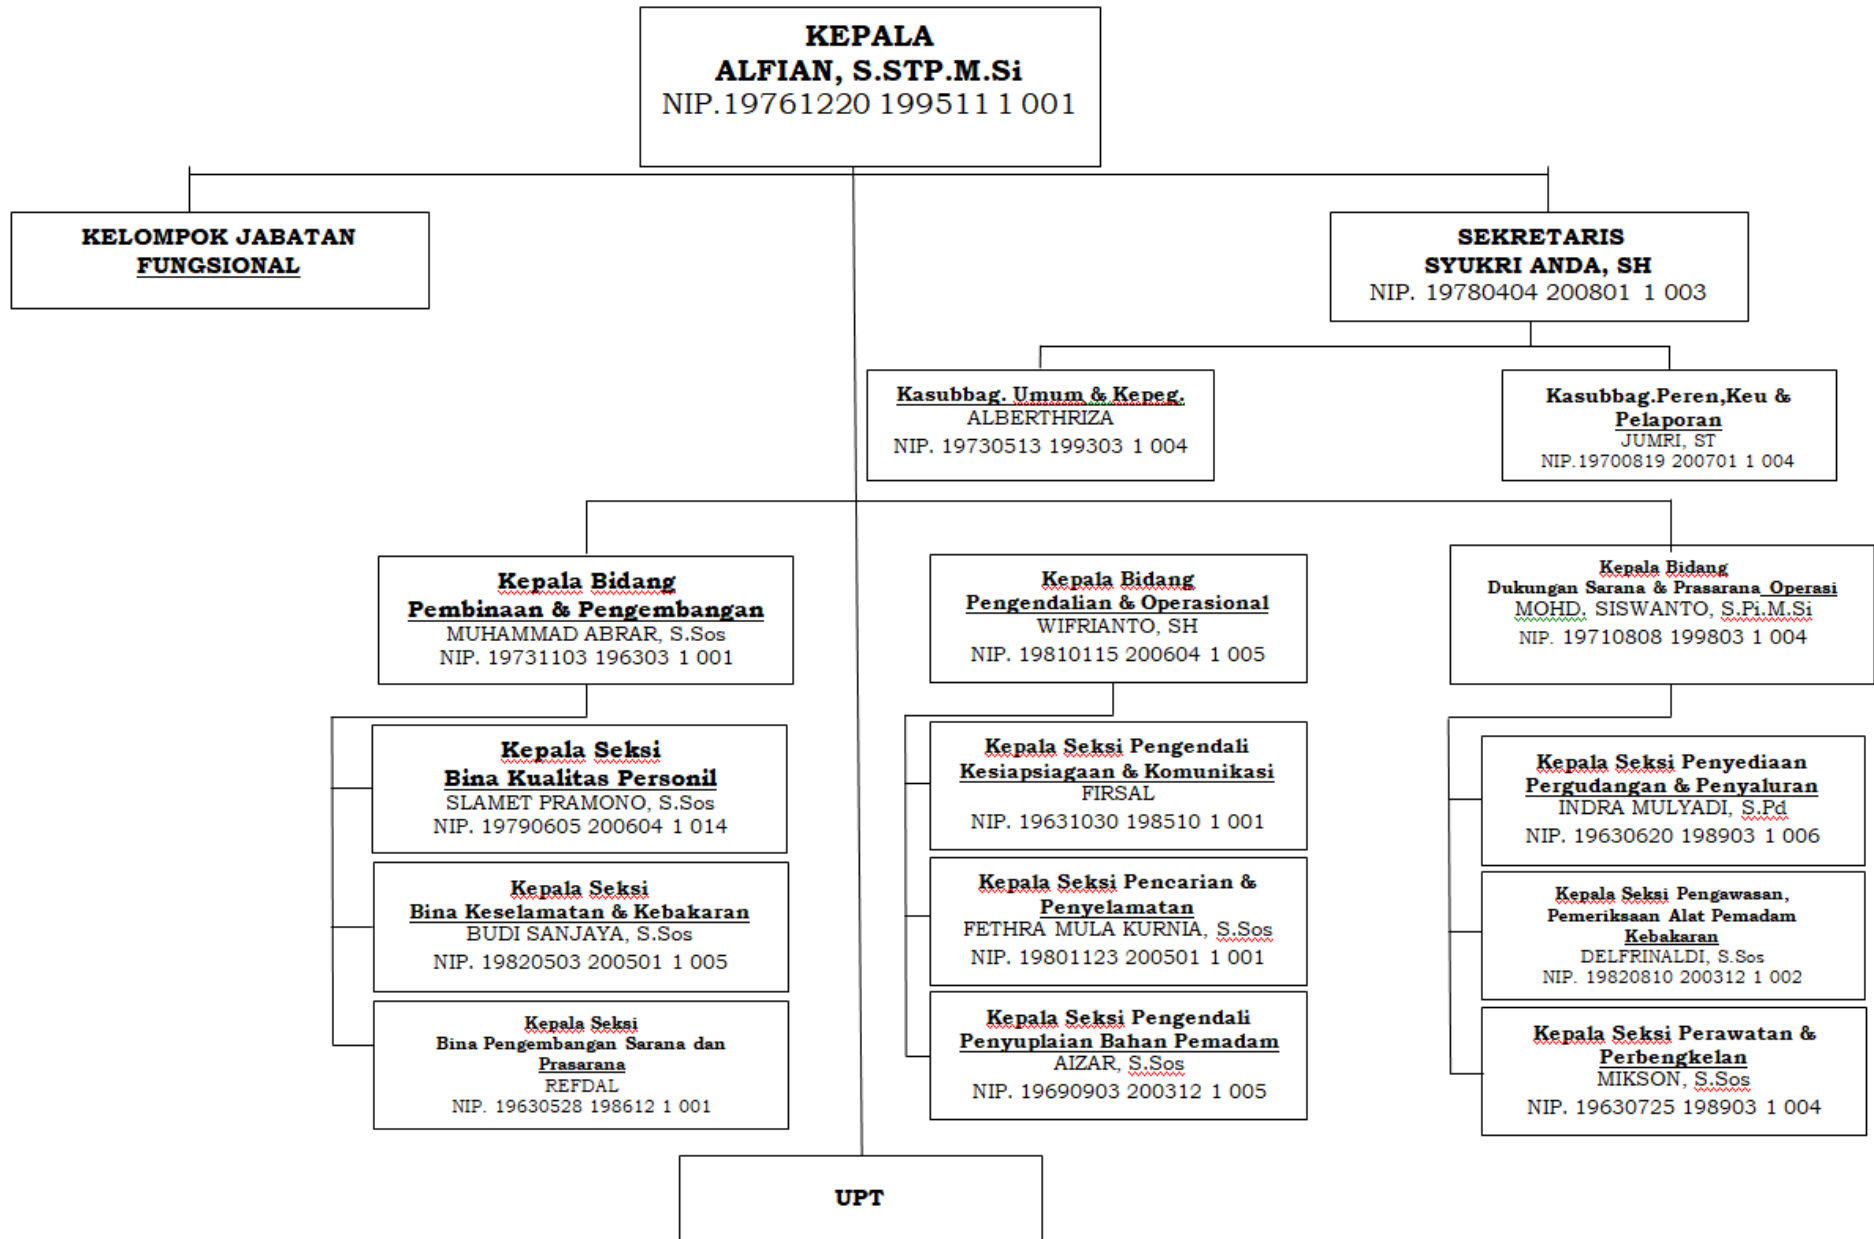 KEPALA
ALFIAN, S.STP.M.Si
NIP.19761220 199511 1 001
KELOMPOK JABATAN
FUNGSIONAL
SEKRETARIS
SYUKRI ANDA, SH
NIP. 19780404 200801 1 003
Kasubbag. Umum & Kepeg.
ALBERTHRIZA
NIP. 19730513 199303 1 004
Kasubbag.Peren,Keu &
Pelaporan
JUMRI, ST
NIP.19700819 200701 1 004
Kepala Bidang
Pembinaan & Pengembangan
MUHAMMAD ABRAR, S.Sos
NIP. 19731103 196303 1 001
Kepala Bidang
Pengendalian & Operasional
WIFRIANTO, SH
NIP. 19810115 200604 1 005
Kepala Bidang
Dukungan Sarana & Prasarana Operasi
MOHD. SISWANTO, S.Pi.M.Si
NIP. 19710808 199803 1 004
Kepala Seksi
Bina Kualitas Personil
SLAMET PRAMONO, S.Sos
NIP. 19790605 200604 1 014
Kepala Seksi
Bina Keselamatan & Kebakaran
BUDI SANJAYA, S.Sos
NIP. 19820503 200501 1 005
Kepala Seksi
Bina Pengembangan Sarana dan
Prasarana
REFDAL
NIP. 19630528 198612 1 001
Kepala Seksi Pengendali
Kesiapsiagaan & Komunikasi
FIRSAL
NIP. 19631030 198510 1 001
Kepala Seksi Pencarian &
Penyelamatan
FETHRA MULA KURNIA, S.Sos
NIP. 19801123 200501 1 001
Kepala Seksi Pengendali
Penyuplaian Bahan Pemadam
AIZAR, S.Sos
NIP. 19690903 200312 1 005
Kepala Seksi Penyediaan
Pergudangan & Penyaluran
INDRA MULYADI, S.Pd
NIP. 19630620 198903 1 006
Kepala Seksi Pengawasan,
Pemeriksaan Alat Pemadam
Kebakaran
DELFRINALDI, S.Sos
NIP. 19820810 200312 1 002
Kepala Seksi Perawatan &
Perbengkelan
MIKSON, S.Sos
NIP. 19630725 198903 1 004
UPT